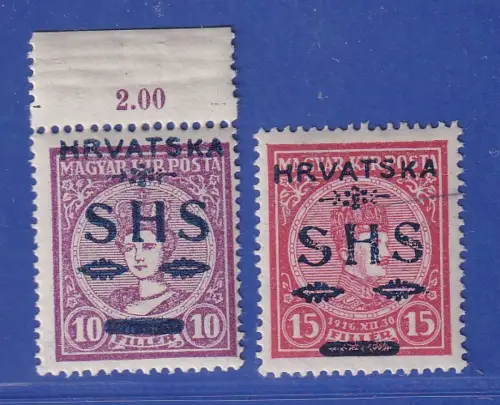 2.00
HRVATSKA
MAGYAR KIR. POSTA
SHS
10 10
FILLÉR
HRVATSKA
MAGYAR KIR. POSTA
SHS
15 1916.XII.30 15